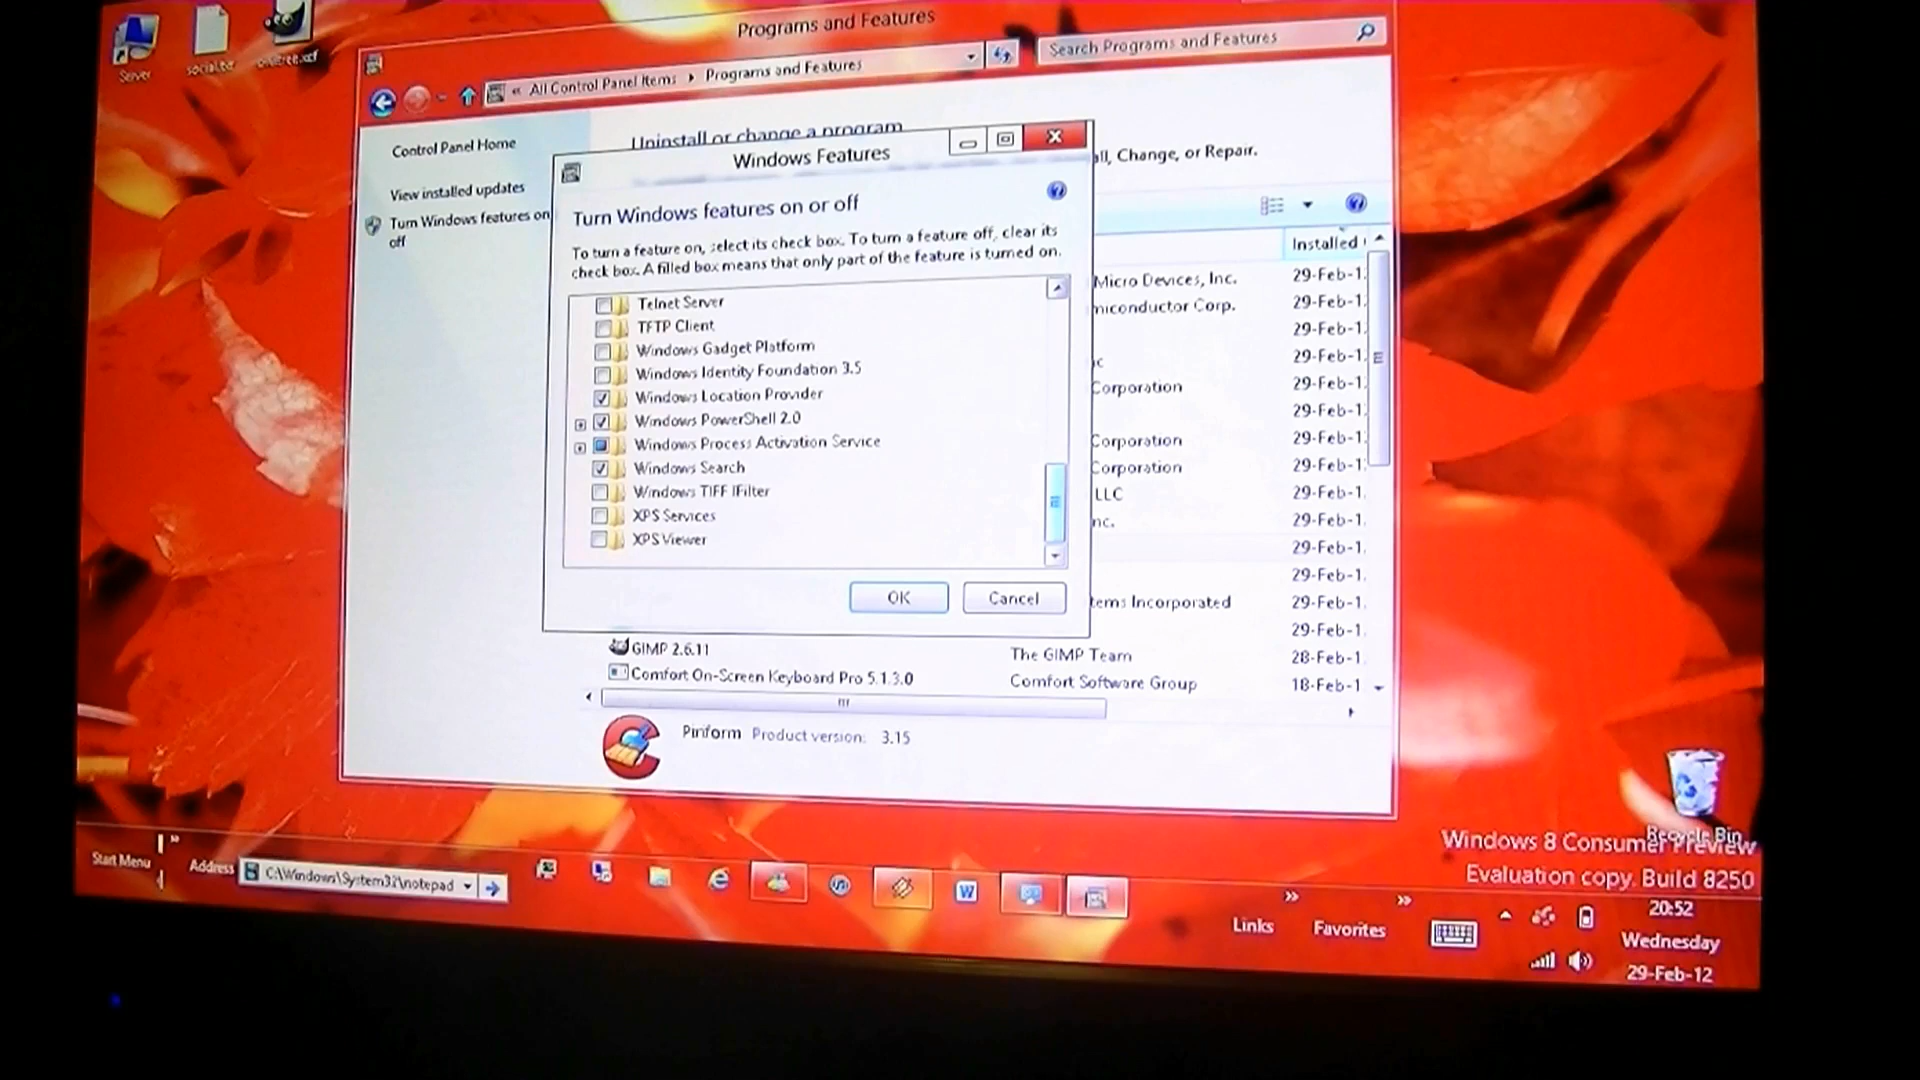 Server
Programs and Features
All Control Panel Items
Programs and Features
Search Programs and Features
Control Panel Home
View installed updates
Turn Windows features on
off
Uninstall or change a program
all, Change, or Repair.
Windows Features
Turn Windows features on or off
To turn a feature on, select its check box. To turn a feature off, clear its
check box. A filled box means that only part of the feature is turned on.
Telnet Server
TFTP Client
Windows Gadget Platform
Windows Identity Foundation 3.5
Windows Location Provider
Windows PowerShell 2.0
Windows Process Activation Service
Windows Search
Windows TIFF IFilter
XPS Services
XPS Viewer
OK
Cancel
Installed
Micro Devices, Inc. 29-Feb-1
Corp. 29-Feb-1
29-Feb-1
29-Feb-1
Corporation 29-Feb-1
29-Feb-1
Corporation 29-Feb-1
Corporation 29-Feb-1
LLC 29-Feb-1
nc. 29-Feb-1
29-Feb-1
29-Feb-1
tems Incorporated 29-Feb-1
29-Feb-1
GIMP 2.6.11 The GIMP Team 28-Feb-1
Comfort On-Screen Keyboard Pro 5.1.3.0 Comfort Software Group 18-Feb-1
Piriform Product version: 3.15
Recycle Bin
Windows 8 Consumer Preview
Evaluation copy. Build 8250
Start Menu
Address
C:\Windows\System32\notepad
Links
Favorites
20:52
Wednesday
29-Feb-12